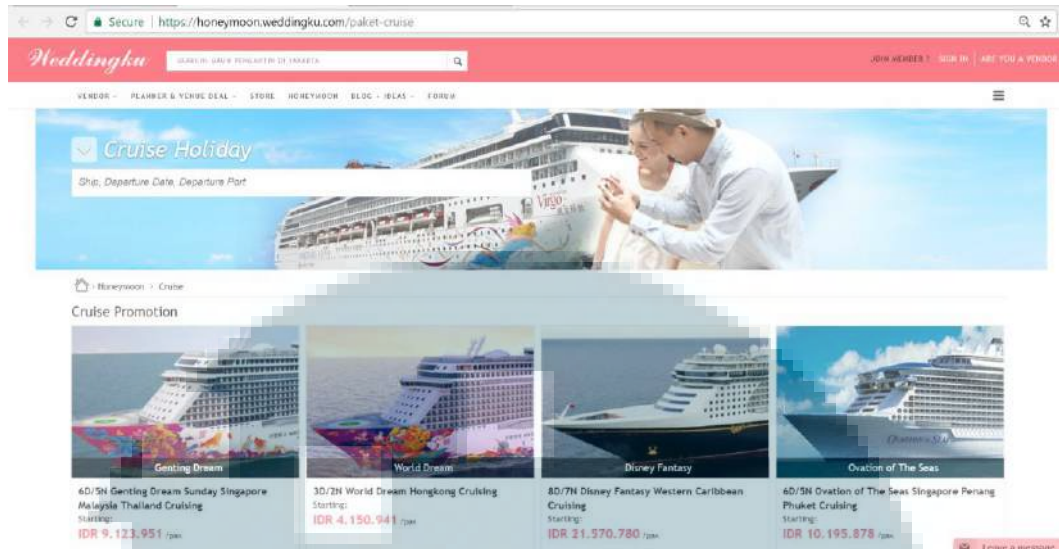 Secure | https://honeymoon.weddingku.com/paket-cruise
Weddingku
JOIN MEMBER ? SIGN IN ARE YOU A VENDOR
VENDOR PLANNER & VENUE DEAL STORE HONEYMOON BLOG - IDEAS FORUM
Cruise Holiday
Ship, Departure Date, Departure Port
Virgo
Honeymoon > Cruise
Cruise Promotion
Genting Dream World Dream Disney Fantasy Ovation of The Seas
6D/5N Genting Dream Sunday Singapore Malaysia Thailand Cruising
Starting:
IDR 9.123.951 /pax
3D/2N World Dream Hongkong Cruising
Starting:
IDR 4.150.941 /pax
8D/7N Disney Fantasy Western Caribbean Cruising
Starting:
IDR 21.570.780 /pax
6D/5N Ovation of The Seas Singapore Penang Phuket Cruising
Starting:
IDR 10.195.878 /pax
Leave a message